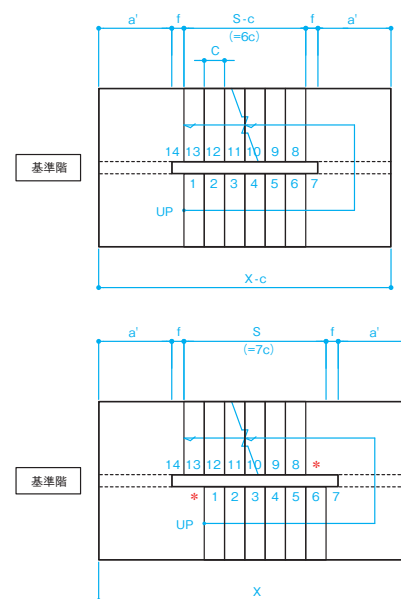 a' f S-c f a'
(=6c)
C
14 13 12 11 10 9 8
基準階
1 2 3 4 5 6 7
UP
X-c
a' f S f a'
(=7c)
14 13 12 11 10 9 8 *
基準階
* 1 2 3 4 5 6 7
UP
X